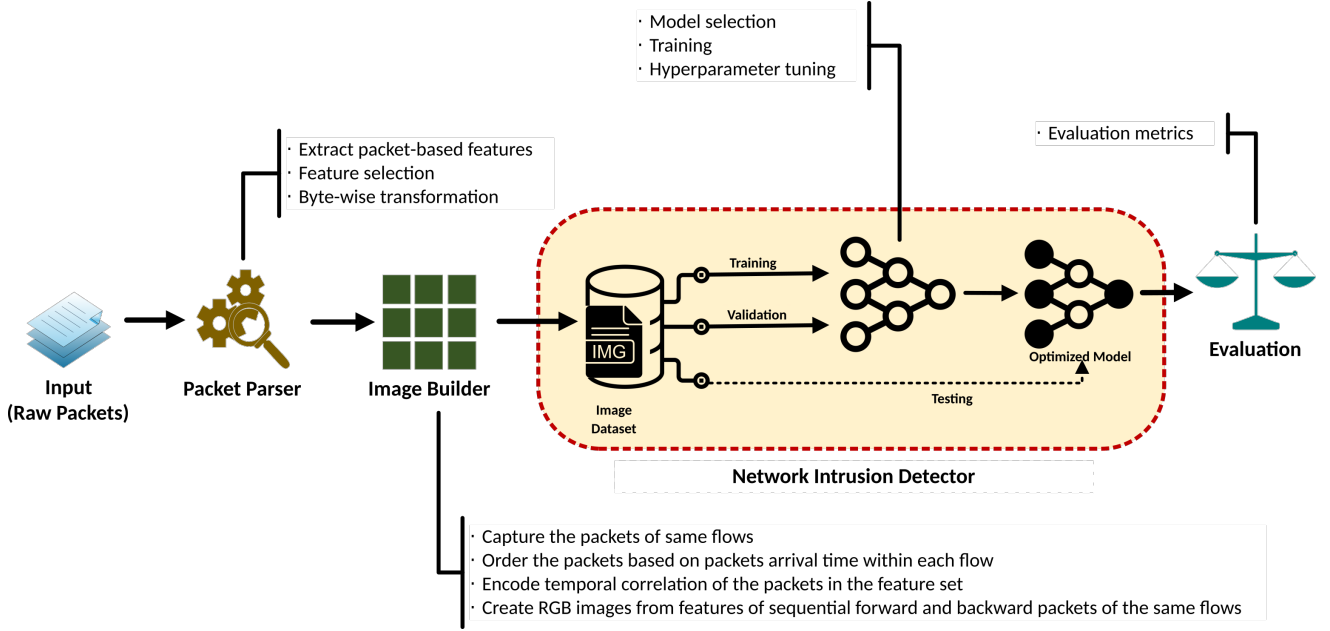 · Model selection
· Training
· Hyperparameter tuning
· Evaluation metrics
· Extract packet-based features
· Feature selection
· Byte-wise transformation
Input
(Raw Packets)
Packet Parser
Image Builder
IMG
Image
Dataset
Training
Validation
Testing
Optimized Model
Evaluation
Network Intrusion Detector
· Capture the packets of same flows
· Order the packets based on packets arrival time within each flow
· Encode temporal correlation of the packets in the feature set
· Create RGB images from features of sequential forward and backward packets of the same flows